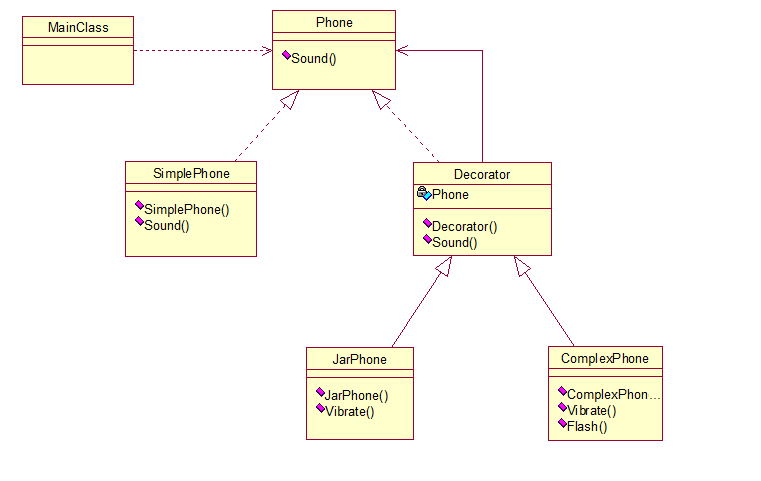 MainClass
Phone
Sound()
SimplePhone
SimplePhone()
Sound()
Decorator
Phone
Decorator()
Sound()
JarPhone
JarPhone()
Vibrate()
ComplexPhone
ComplexPhon...
Vibrate()
Flash()